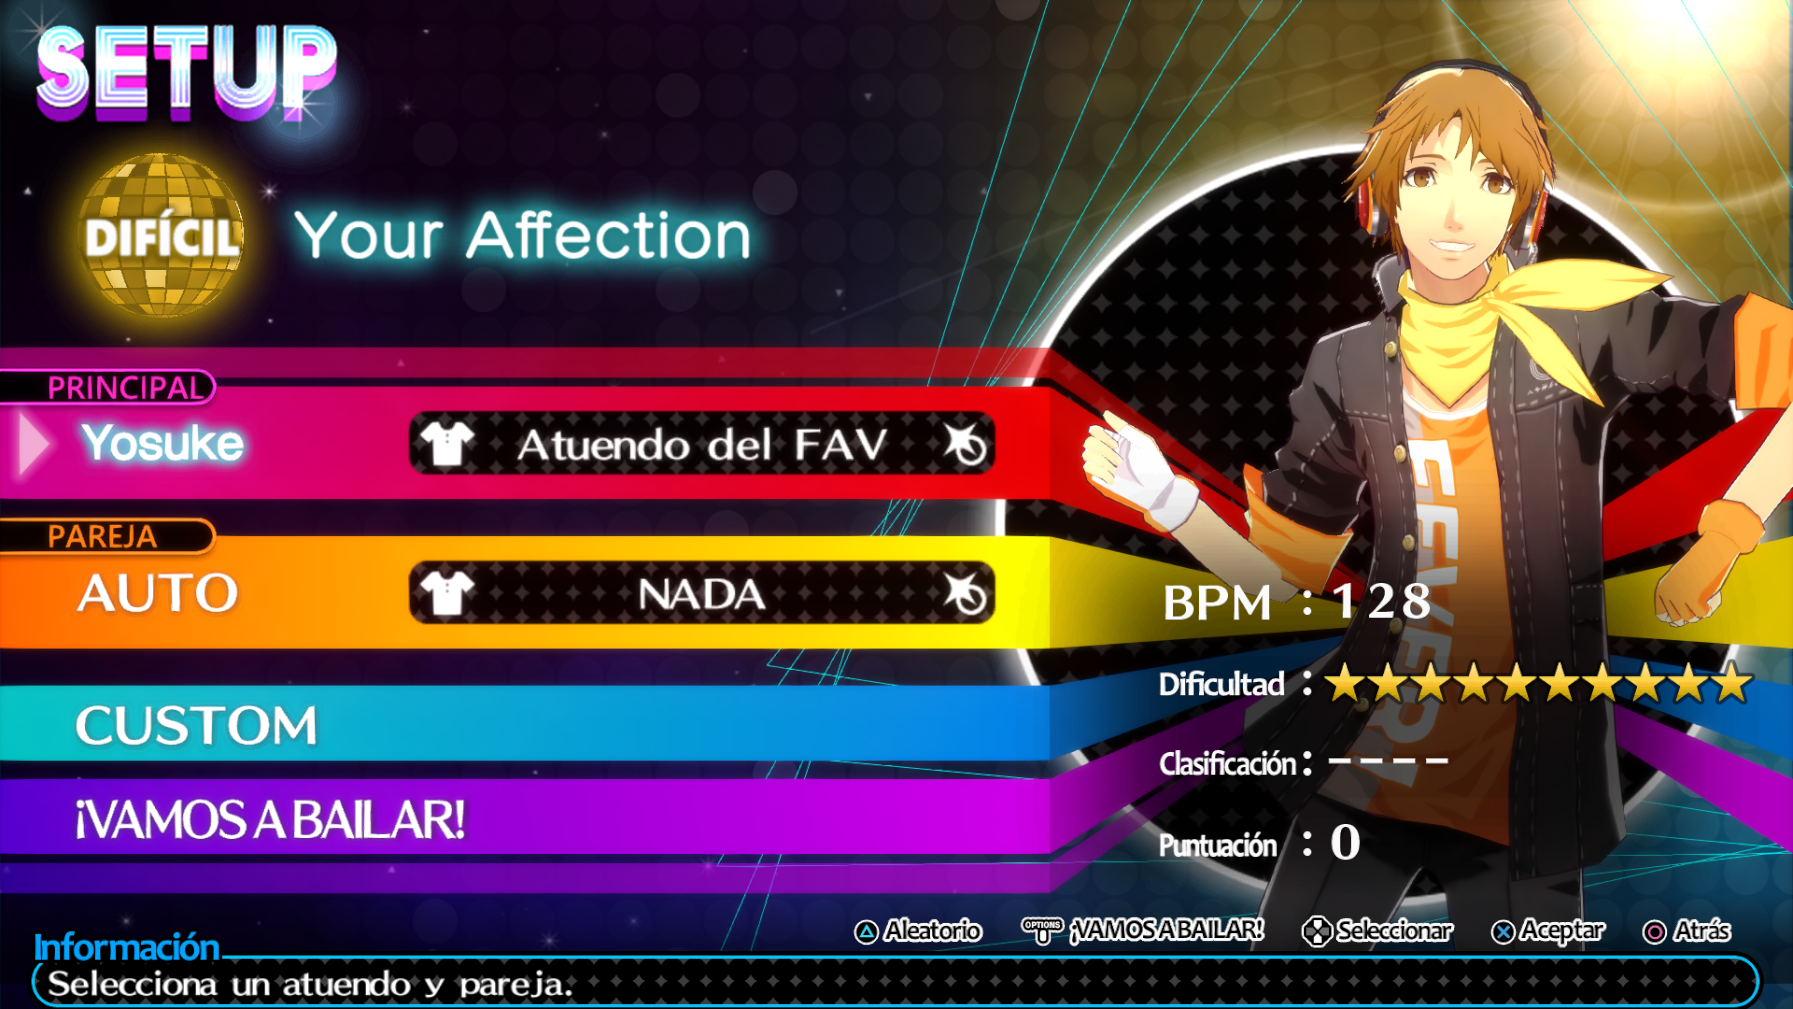 SETUP
DIFÍCIL
Your Affection
PRINCIPAL
Yosuke
Atuendo del FAV
PAREJA
AUTO
NADA
CUSTOM
¡VAMOS A BAILAR!
BPM : 128
Dificultad : ★★★★★★★★★★
Clasificación : ----
Puntuación : 0
Aleatorio
OPTIONS ¡VAMOS A BAILAR!
Seleccionar
Aceptar
Atrás
Información
Selecciona un atuendo y pareja.